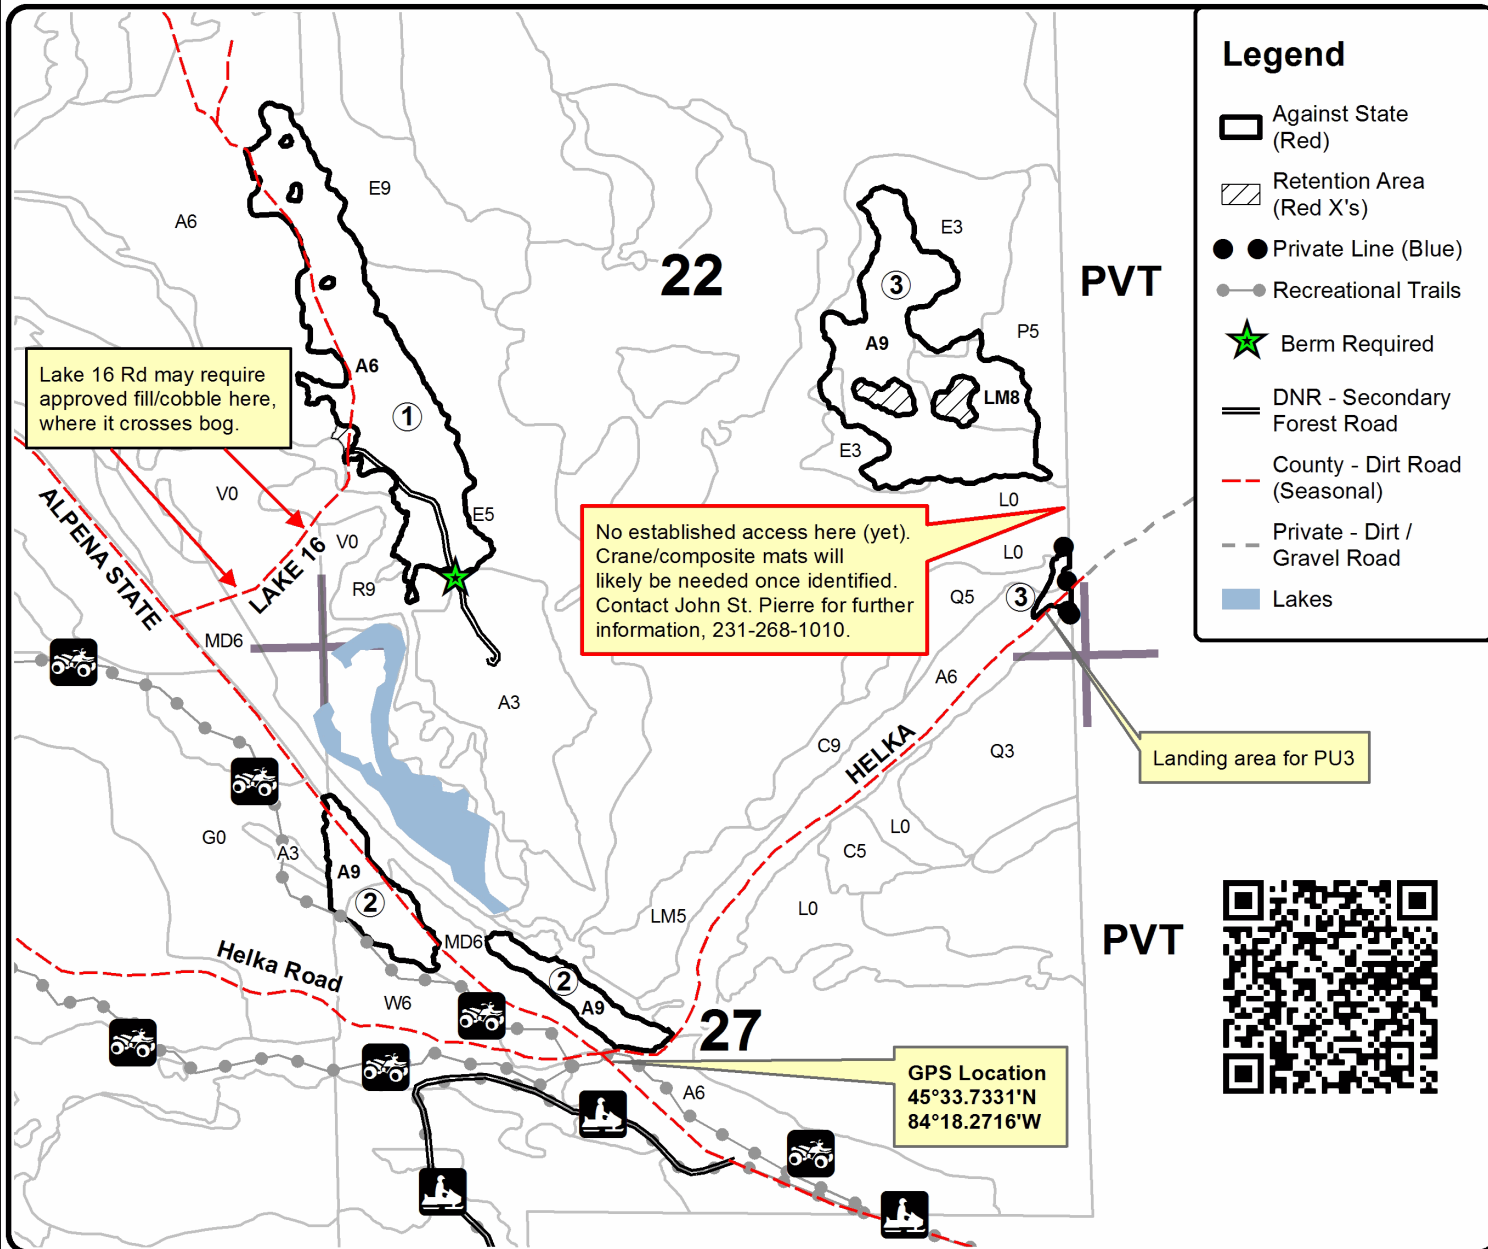 Legend
Against State
(Red)
Retention Area
(Red X's)
Private Line (Blue)
Recreational Trails
Berm Required
DNR - Secondary
Forest Road
County - Dirt Road
(Seasonal)
Private - Dirt /
Gravel Road
Lakes
E9
A6
E3
22
PVT
3
P5
A9
A6
Lake 16 Rd may require
approved fill/cobble here,
where it crosses bog.
1
LM8
E3
V0
L0
E5
ALPENA STATE
No established access here (yet).
Crane/composite mats will
likely be needed once identified.
Contact John St. Pierre for further
information, 231-268-1010.
V0
L0
LAKE 16
R9
Q5
3
MD6
A6
A3
C9
HELKA
Q3
Landing area for PU3
G0
A3
L0
C5
A9
2
LM5
L0
MD6
PVT
Helka Road
2
A9
W6
27
GPS Location
45°33.7331'N
84°18.2716'W
A6